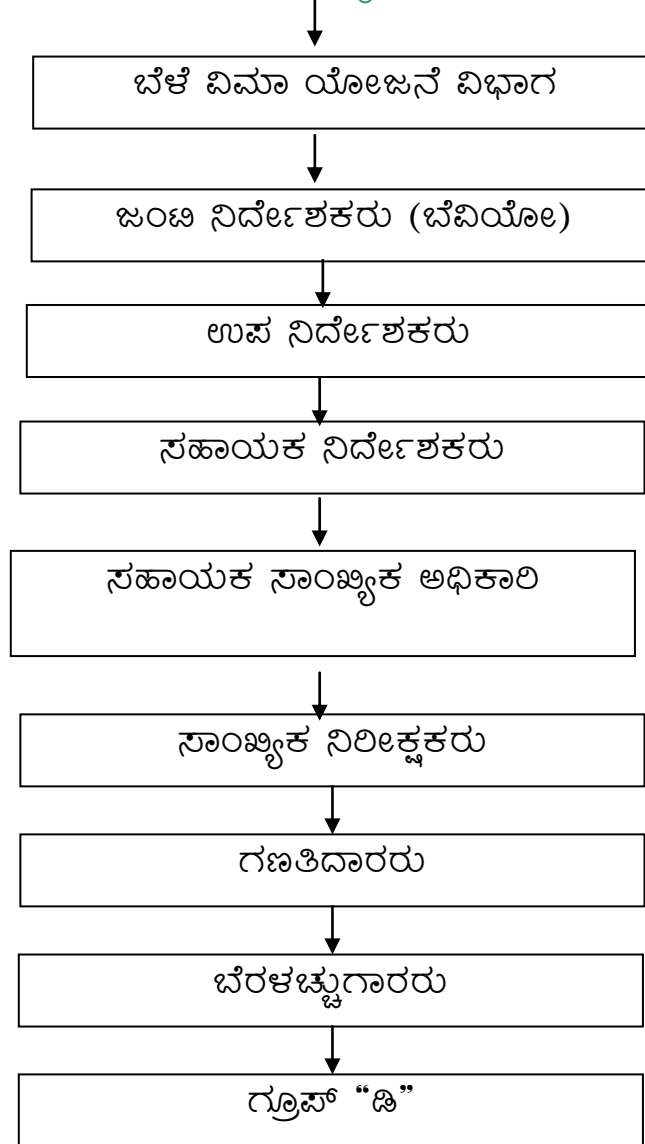 ಬೆಳೆ ವಿಮಾ ಯೋಜನೆ ವಿಭಾಗ
ಜಂಟಿ ನಿರ್ದೇಶಕರು (ಬೆವಿಯೋ)
ಉಪ ನಿರ್ದೇಶಕರು
ಸಹಾಯಕ ನಿರ್ದೇಶಕರು
ಸಹಾಯಕ ಸಾಂಖ್ಯಿಕ ಅಧಿಕಾರಿ
ಸಾಂಖ್ಯಿಕ ನಿರೀಕ್ಷಕರು
ಗಣತಿದಾರರು
ಬೆರಳಚ್ಚುಗಾರರು
ಗ್ರೂಪ್ “ಡಿ”